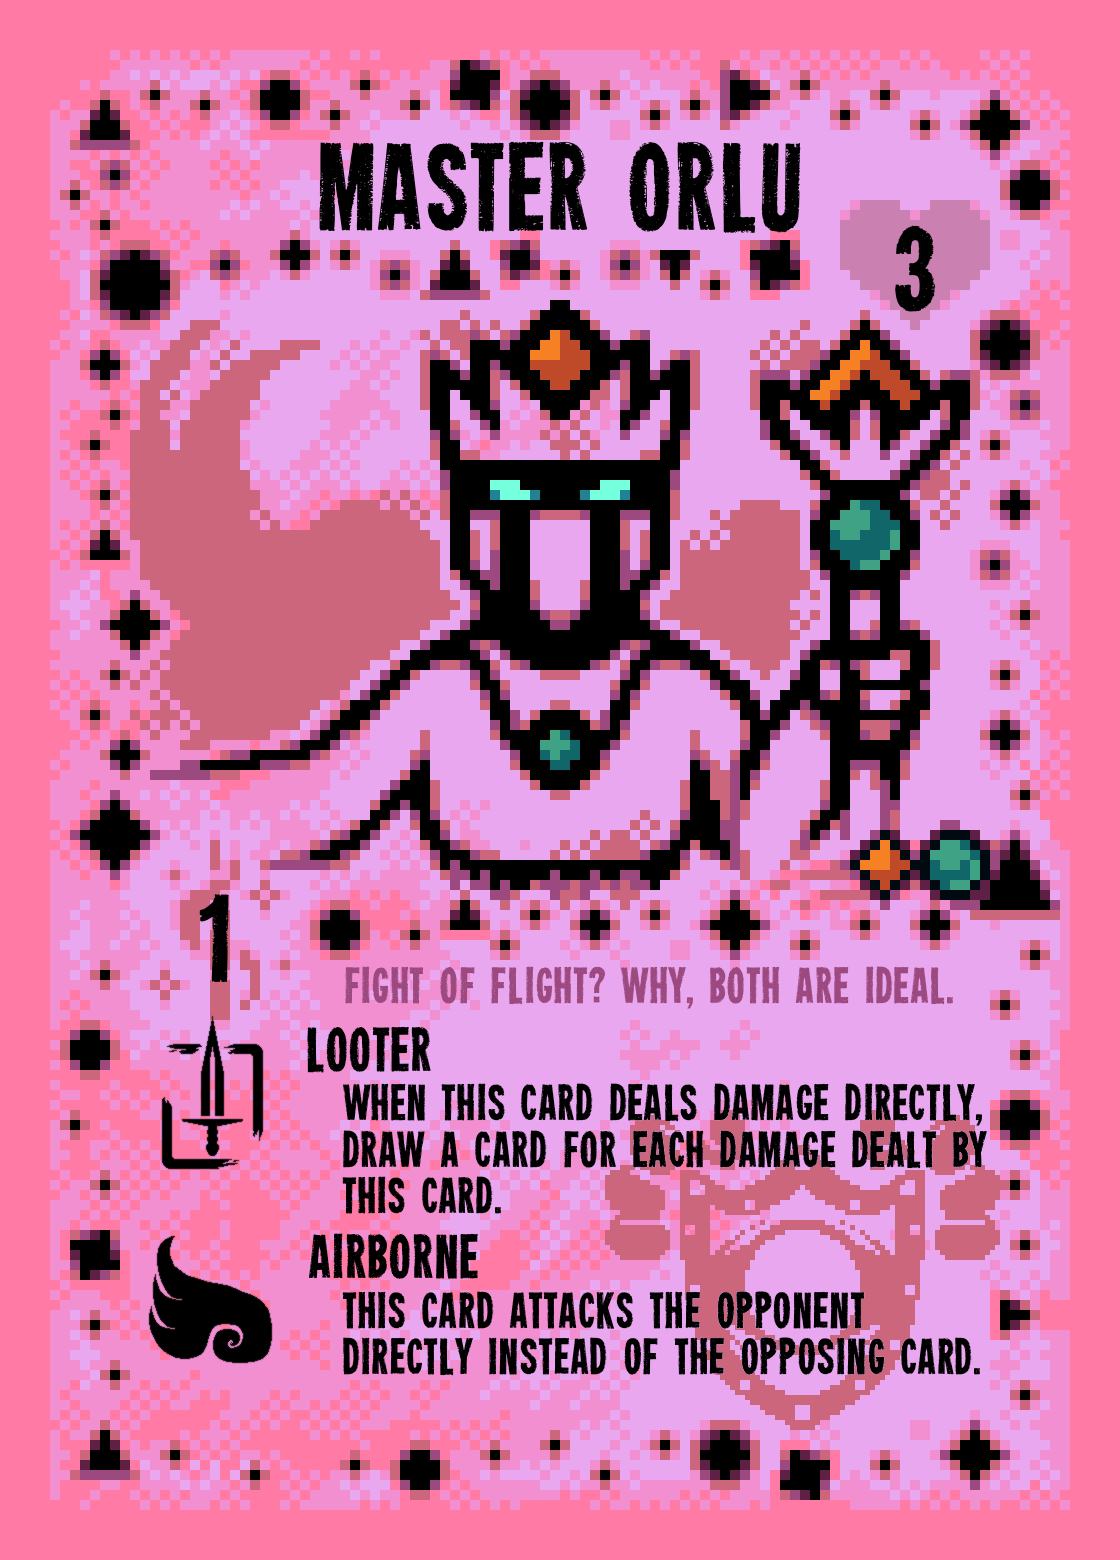 MASTER ORLU
3
1
FIGHT OF FLIGHT? WHY, BOTH ARE IDEAL.
LOOTER
WHEN THIS CARD DEALS DAMAGE DIRECTLY,
DRAW A CARD FOR EACH DAMAGE DEALT BY
THIS CARD.
AIRBORNE
THIS CARD ATTACKS THE OPPONENT
DIRECTLY INSTEAD OF THE OPPOSING CARD.